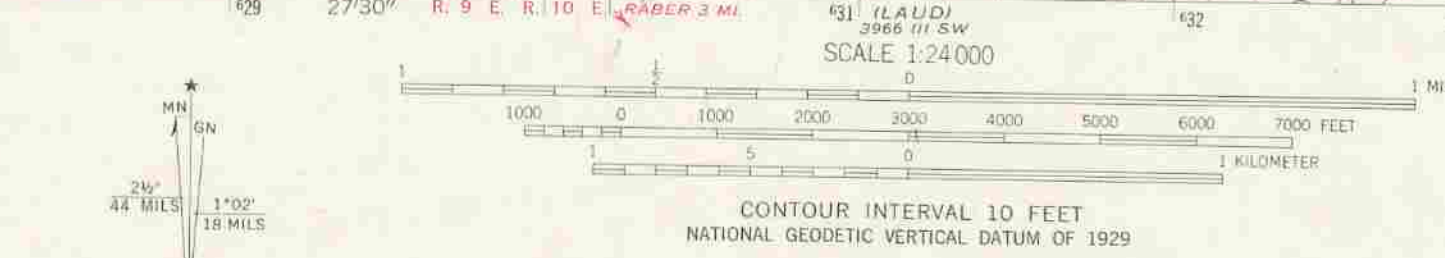 629 27'30" R. 9 E. R. 10 E. RABER 3 MI. 631 (LAUD) 632
3966 III SW
SCALE 1:24 000
1 ½ 0 1 MI
1000 0 1000 2000 3000 4000 5000 6000 7000 FEET
1 5 0 1 KILOMETER
MN
GN
2½°
44 MILS
1°02'
18 MILS
CONTOUR INTERVAL 10 FEET
NATIONAL GEODETIC VERTICAL DATUM OF 1929